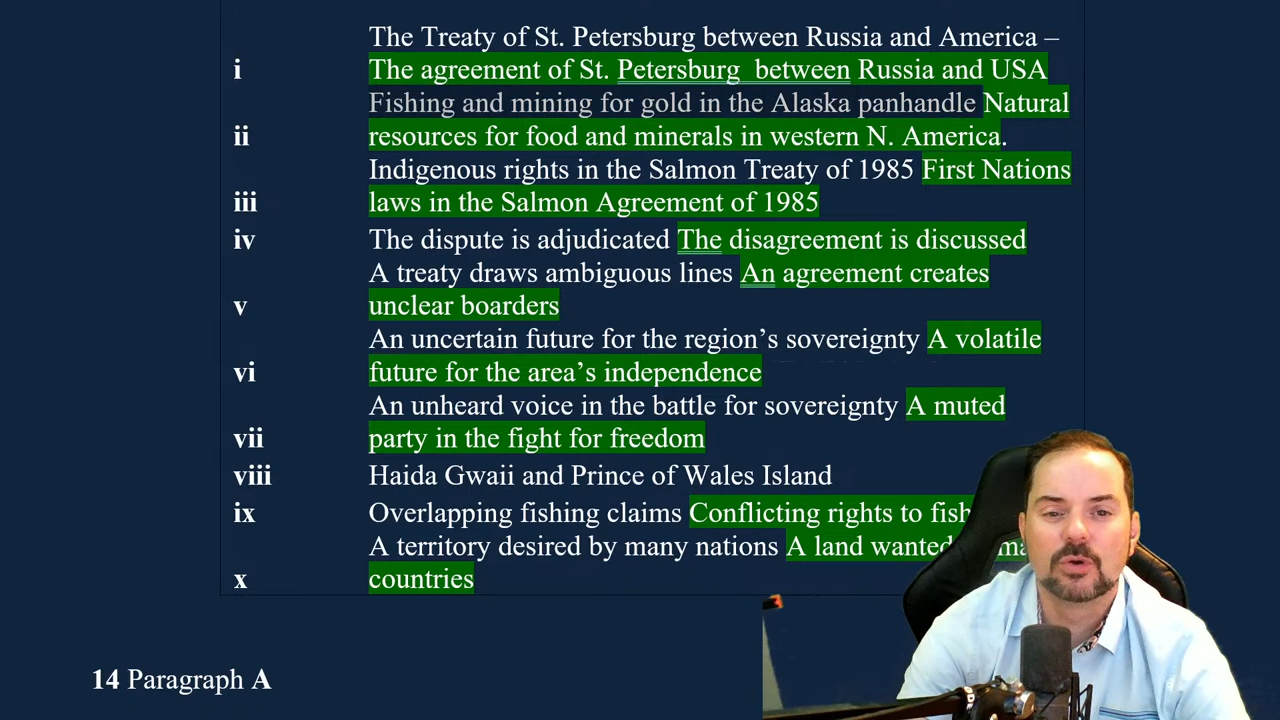 The Treaty of St. Petersburg between Russia and America –
i The agreement of St. Petersburg between Russia and USA
Fishing and mining for gold in the Alaska panhandle Natural
ii resources for food and minerals in western N. America.
Indigenous rights in the Salmon Treaty of 1985 First Nations
iii laws in the Salmon Agreement of 1985
iv The dispute is adjudicated The disagreement is discussed
A treaty draws ambiguous lines An agreement creates
v unclear boarders
An uncertain future for the region’s sovereignty A volatile
vi future for the area’s independence
An unheard voice in the battle for sovereignty A muted
vii party in the fight for freedom
viii Haida Gwaii and Prince of Wales Island
ix Overlapping fishing claims Conflicting rights to fish
A territory desired by many nations A land wanted
x countries
14 Paragraph A